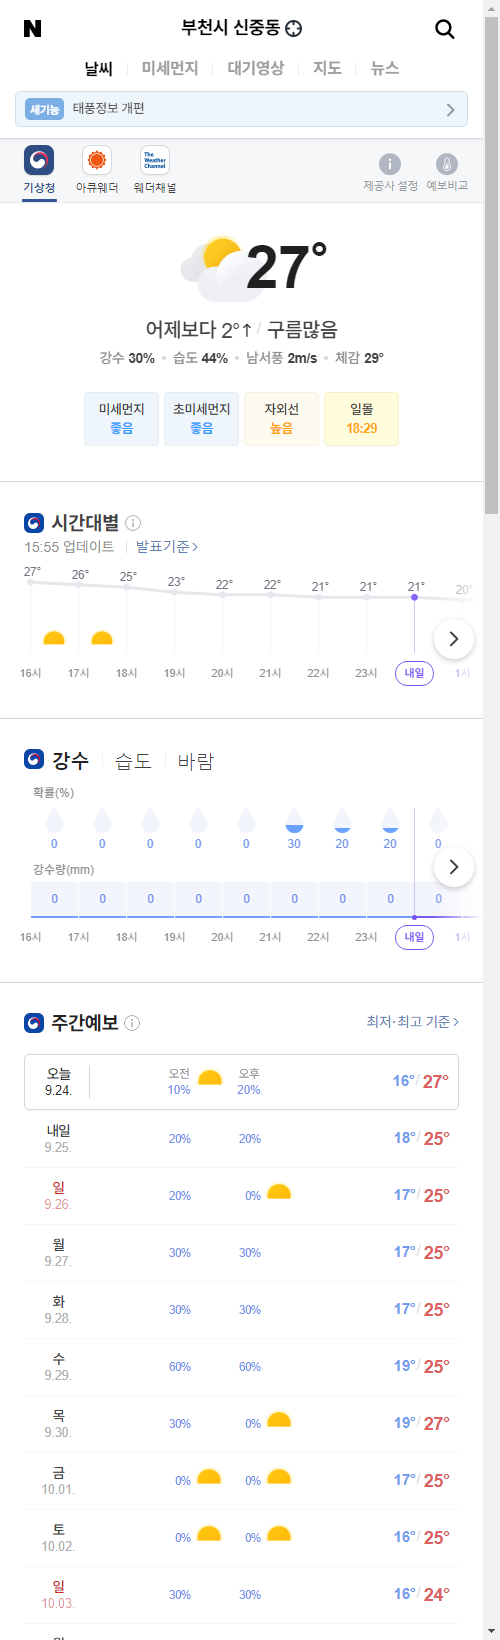 N
부천시 신중동
날씨 미세먼지 대기영상 지도 뉴스
새기능 태풍정보 개편
The Weather Channel
기상청 아큐웨더 웨더채널 제공사 설정 예보비교
27°
어제보다 2°↑ / 구름많음
강수 30% • 습도 44% • 남서풍 2m/s • 체감 29°
미세먼지 초미세먼지 자외선 일몰
좋음 좋음 높음 18:29
시간대별
15:55 업데이트 발표기준 >
27° 26° 25° 23° 22° 22° 21° 21° 21° 20°
16시 17시 18시 19시 20시 21시 22시 23시 내일 1시
강수 습도 바람
확률(%)
0 0 0 0 0 30 20 20 0
강수량(mm)
0 0 0 0 0 0 0 0 0
16시 17시 18시 19시 20시 21시 22시 23시 내일 1시
주간예보 최저·최고 기준 >
오늘 9.24. 오전 10% 오후 20% 16°/ 27°
내일 9.25. 20% 20% 18°/ 25°
일 9.26. 20% 0% 17°/ 25°
월 9.27. 30% 30% 17°/ 25°
화 9.28. 30% 30% 17°/ 25°
수 9.29. 60% 60% 19°/ 25°
목 9.30. 30% 0% 19°/ 27°
금 10.01. 0% 0% 17°/ 25°
토 10.02. 0% 0% 16°/ 25°
일 10.03. 30% 30% 16°/ 24°